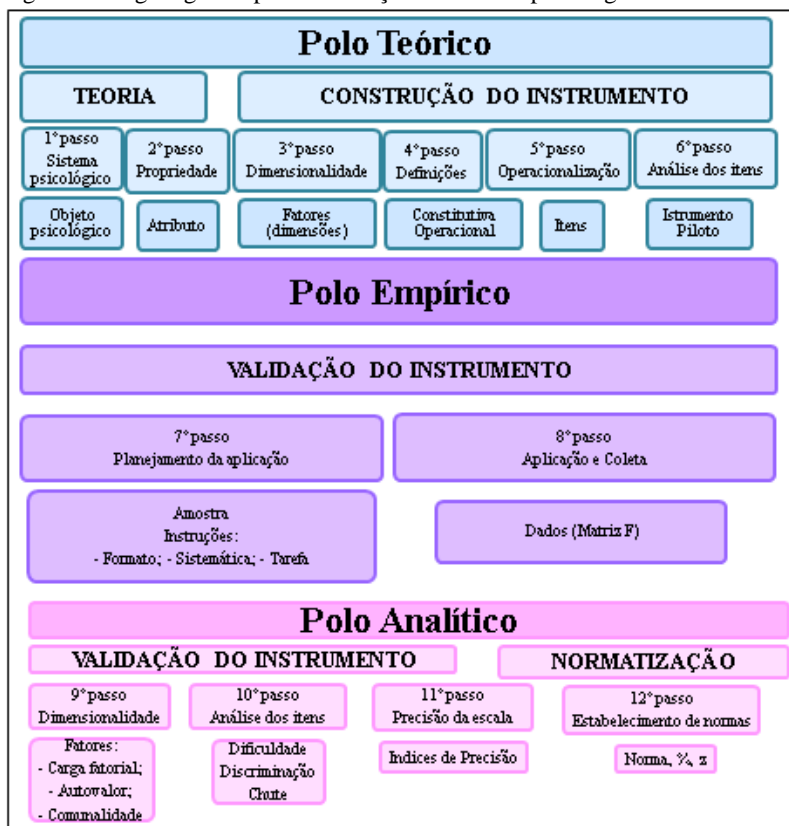 Polo Teórico
TEORIA
CONSTRUÇÃO DO INSTRUMENTO
1°passo
Sistema
psicológico
2°passo
Propriedade
3°passo
Dimensionalidade
4°passo
Definições
5°passo
Operacionalização
6°passo
Análise dos itens
Objeto
psicológico
Atributo
Fatores
(dimensões)
Constitutiva
Operacional
Itens
Istrumento
Piloto
Polo Empírico
VALIDAÇÃO DO INSTRUMENTO
7°passo
Planejamento da aplicação
8°passo
Aplicação e Coleta
Amostra
Instruções:
- Formato; - Sistemática; - Tarefa
Dados (Matriz F)
Polo Analítico
VALIDAÇÃO DO INSTRUMENTO
NORMATIZAÇÃO
9°passo
Dimensionalidade
10°passo
Análise dos itens
11°passo
Precisão da escala
12°passo
Estabelecimento de normas
Fatores:
- Carga fatorial;
- Autovalor;
- Comunalidade
Dificuldade
Discriminação
Chute
Indices de Precisão
Norma, %, z